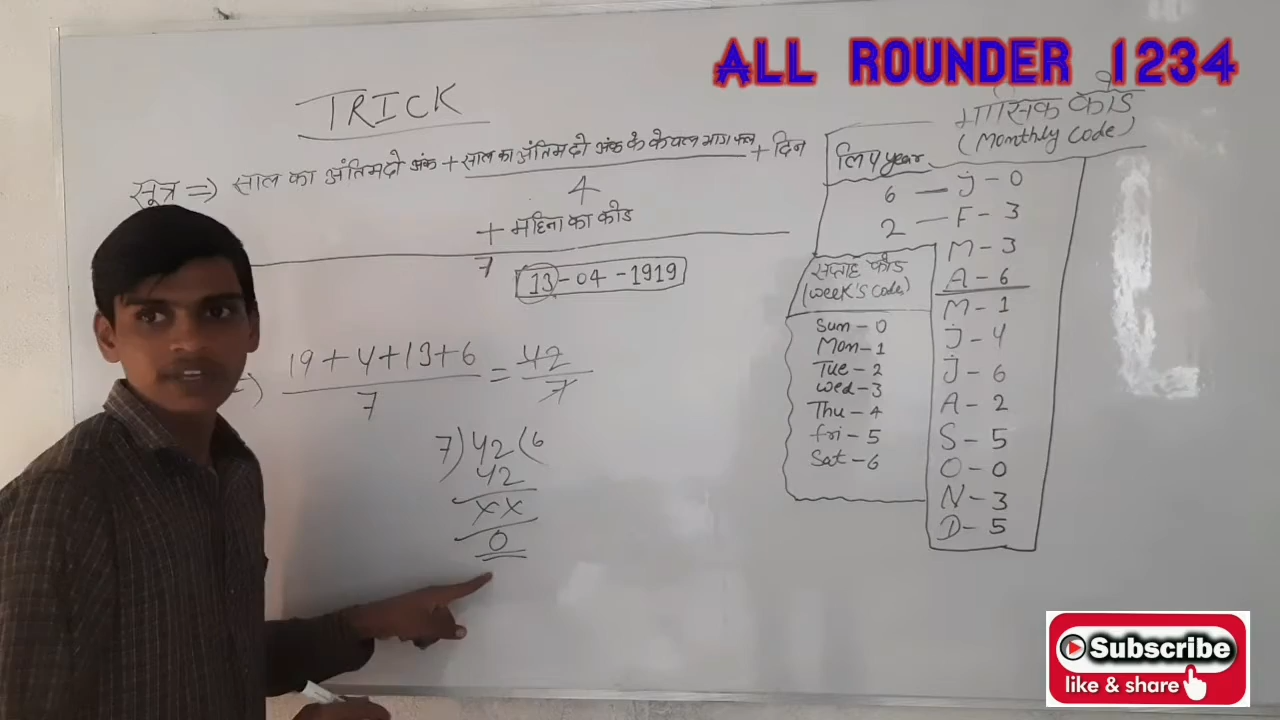 ALL ROUNDER 1234
TRICK
सूत्र => साल का अंतिम दो अंक + साल का अंतिम दो अंक के केवल भाग फल + दिन
4
+ महिना का कोड
7
13-04-1919
=> 19+4+13+6 = 42
7 7
7)42(6
42
xx
0
मासिक कोड
(Monthly code)
लिप year
6 — J - 0
2 — F - 3
M - 3
A - 6
M - 1
J - 4
J - 6
A - 2
S - 5
O - 0
N - 3
D - 5
सप्ताह कोड
(week's code)
Sum - 0
Mon - 1
Tue - 2
wed - 3
Thu - 4
fri - 5
Sat - 6
Subscribe
like & share